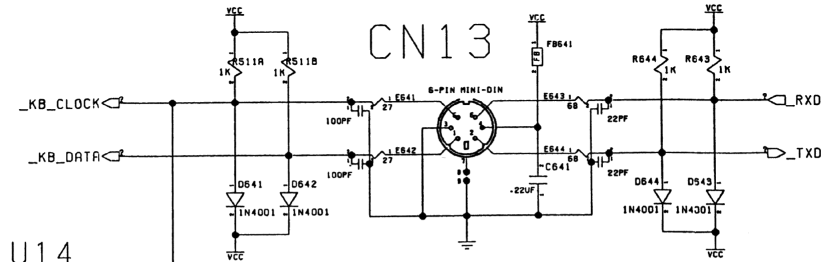 VCC
VCC
VCC
CN13
R511A
1K
R511B
1K
FB
FB641
R644
1K
R643
1K
6-PIN MINI-DIN
_KB_CLOCK
E641
27
100PF
E643
68
22PF
_RXD
_KB_DATA
E642
27
100PF
E644
68
22PF
_TXD
C641
.22UF
D641
1N4001
D642
1N4001
D644
1N4001
D543
1N4001
U14
VCC
VCC